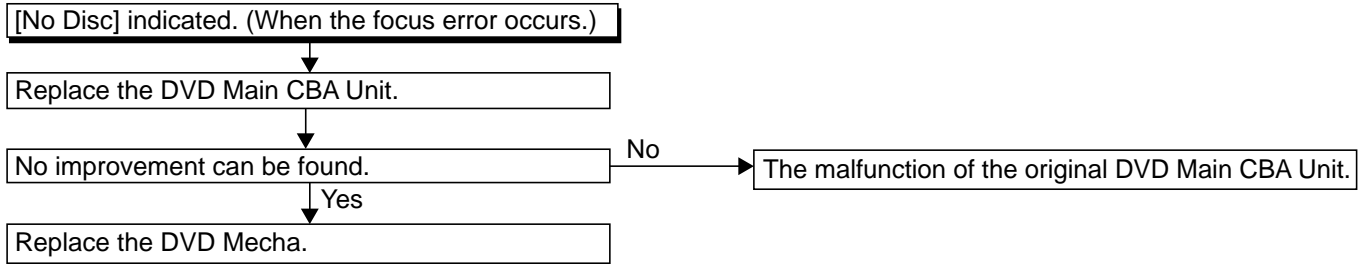 [No Disc] indicated. (When the focus error occurs.)
Replace the DVD Main CBA Unit.
No improvement can be found.
No
The malfunction of the original DVD Main CBA Unit.
Yes
Replace the DVD Mecha.